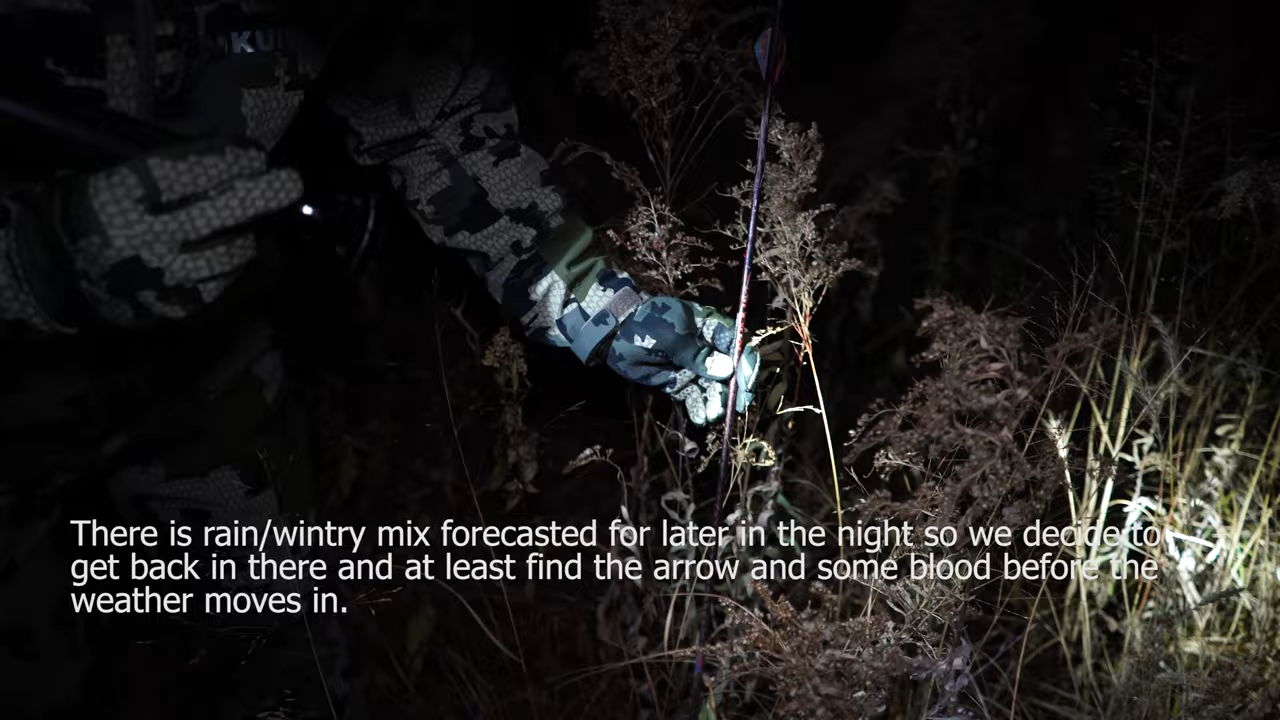 KU
There is rain/wintry mix forecasted for later in the night so we decide to
get back in there and at least find the arrow and some blood before the
weather moves in.